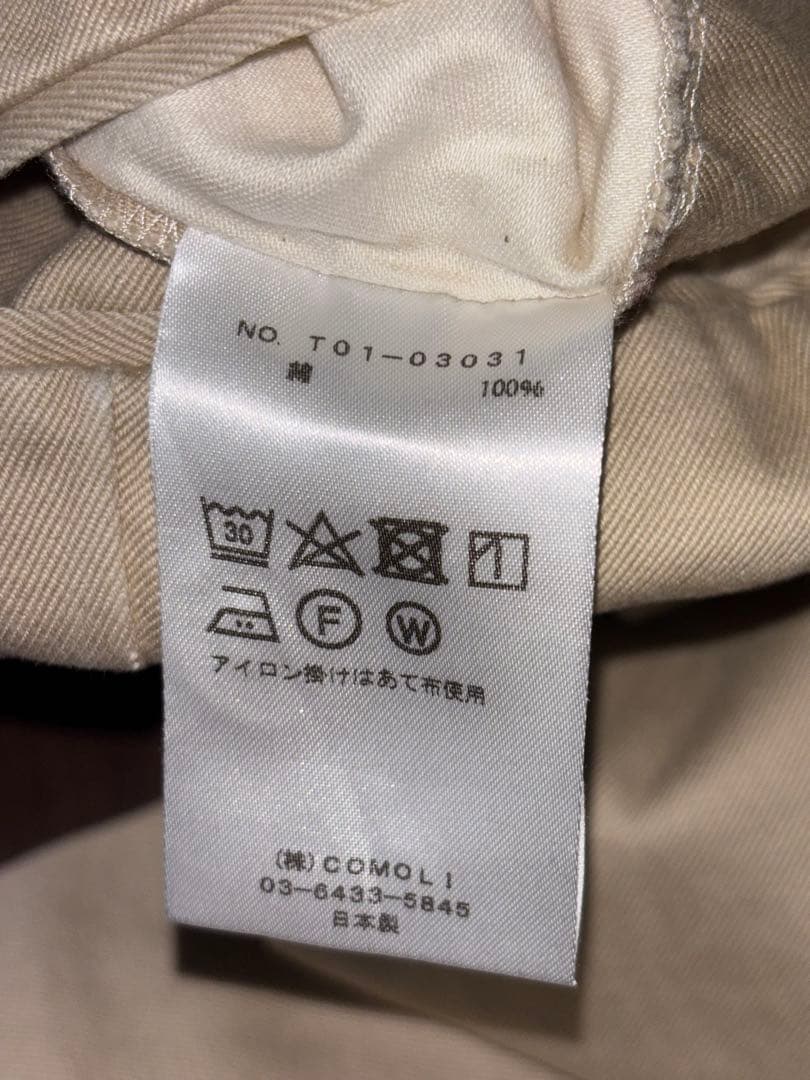 NO. T01-03031
綿 100%
30
F W
アイロン掛けはあて布使用
(株)COMOLI
03-6433-5845
日本製